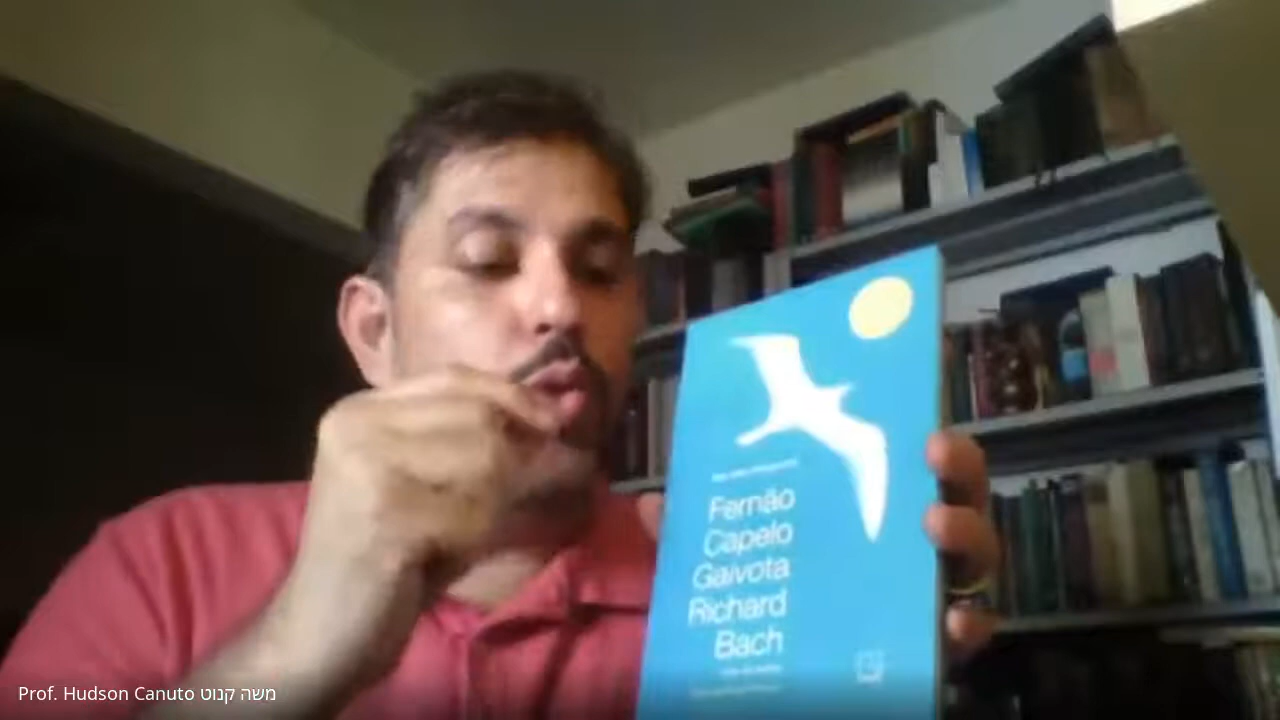 Fernão
Capelo
Gaivota
Richard
Bach
Prof. Hudson Canuto משה קנוט